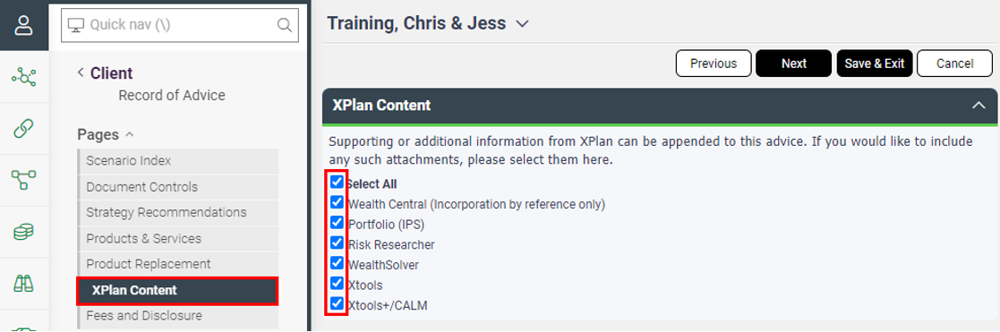 Quick nav (\)
Client
Record of Advice
Pages
Scenario Index
Document Controls
Strategy Recommendations
Products & Services
Product Replacement
XPlan Content
Fees and Disclosure
Training, Chris & Jess
Previous
Next
Save & Exit
Cancel
XPlan Content
Supporting or additional information from XPlan can be appended to this advice. If you would like to include
any such attachments, please select them here.
Select All
Wealth Central (Incorporation by reference only)
Portfolio (IPS)
Risk Researcher
WealthSolver
Xtools
Xtools+/CALM